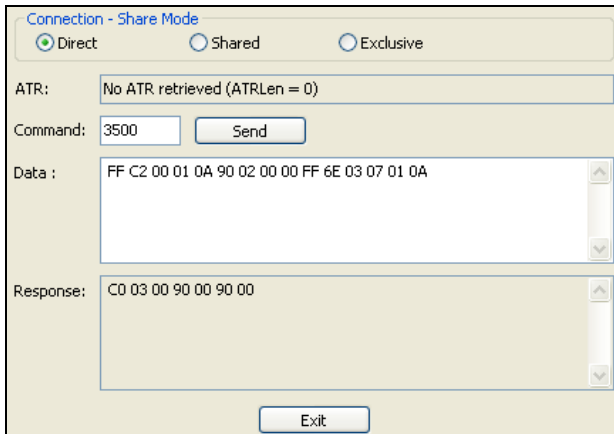 Connection - Share Mode
Direct Shared Exclusive
ATR: No ATR retrieved (ATRLen = 0)
Command: 3500 Send
Data : FF C2 00 01 0A 90 02 00 00 FF 6E 03 07 01 0A
Response: C0 03 00 90 00 90 00
Exit